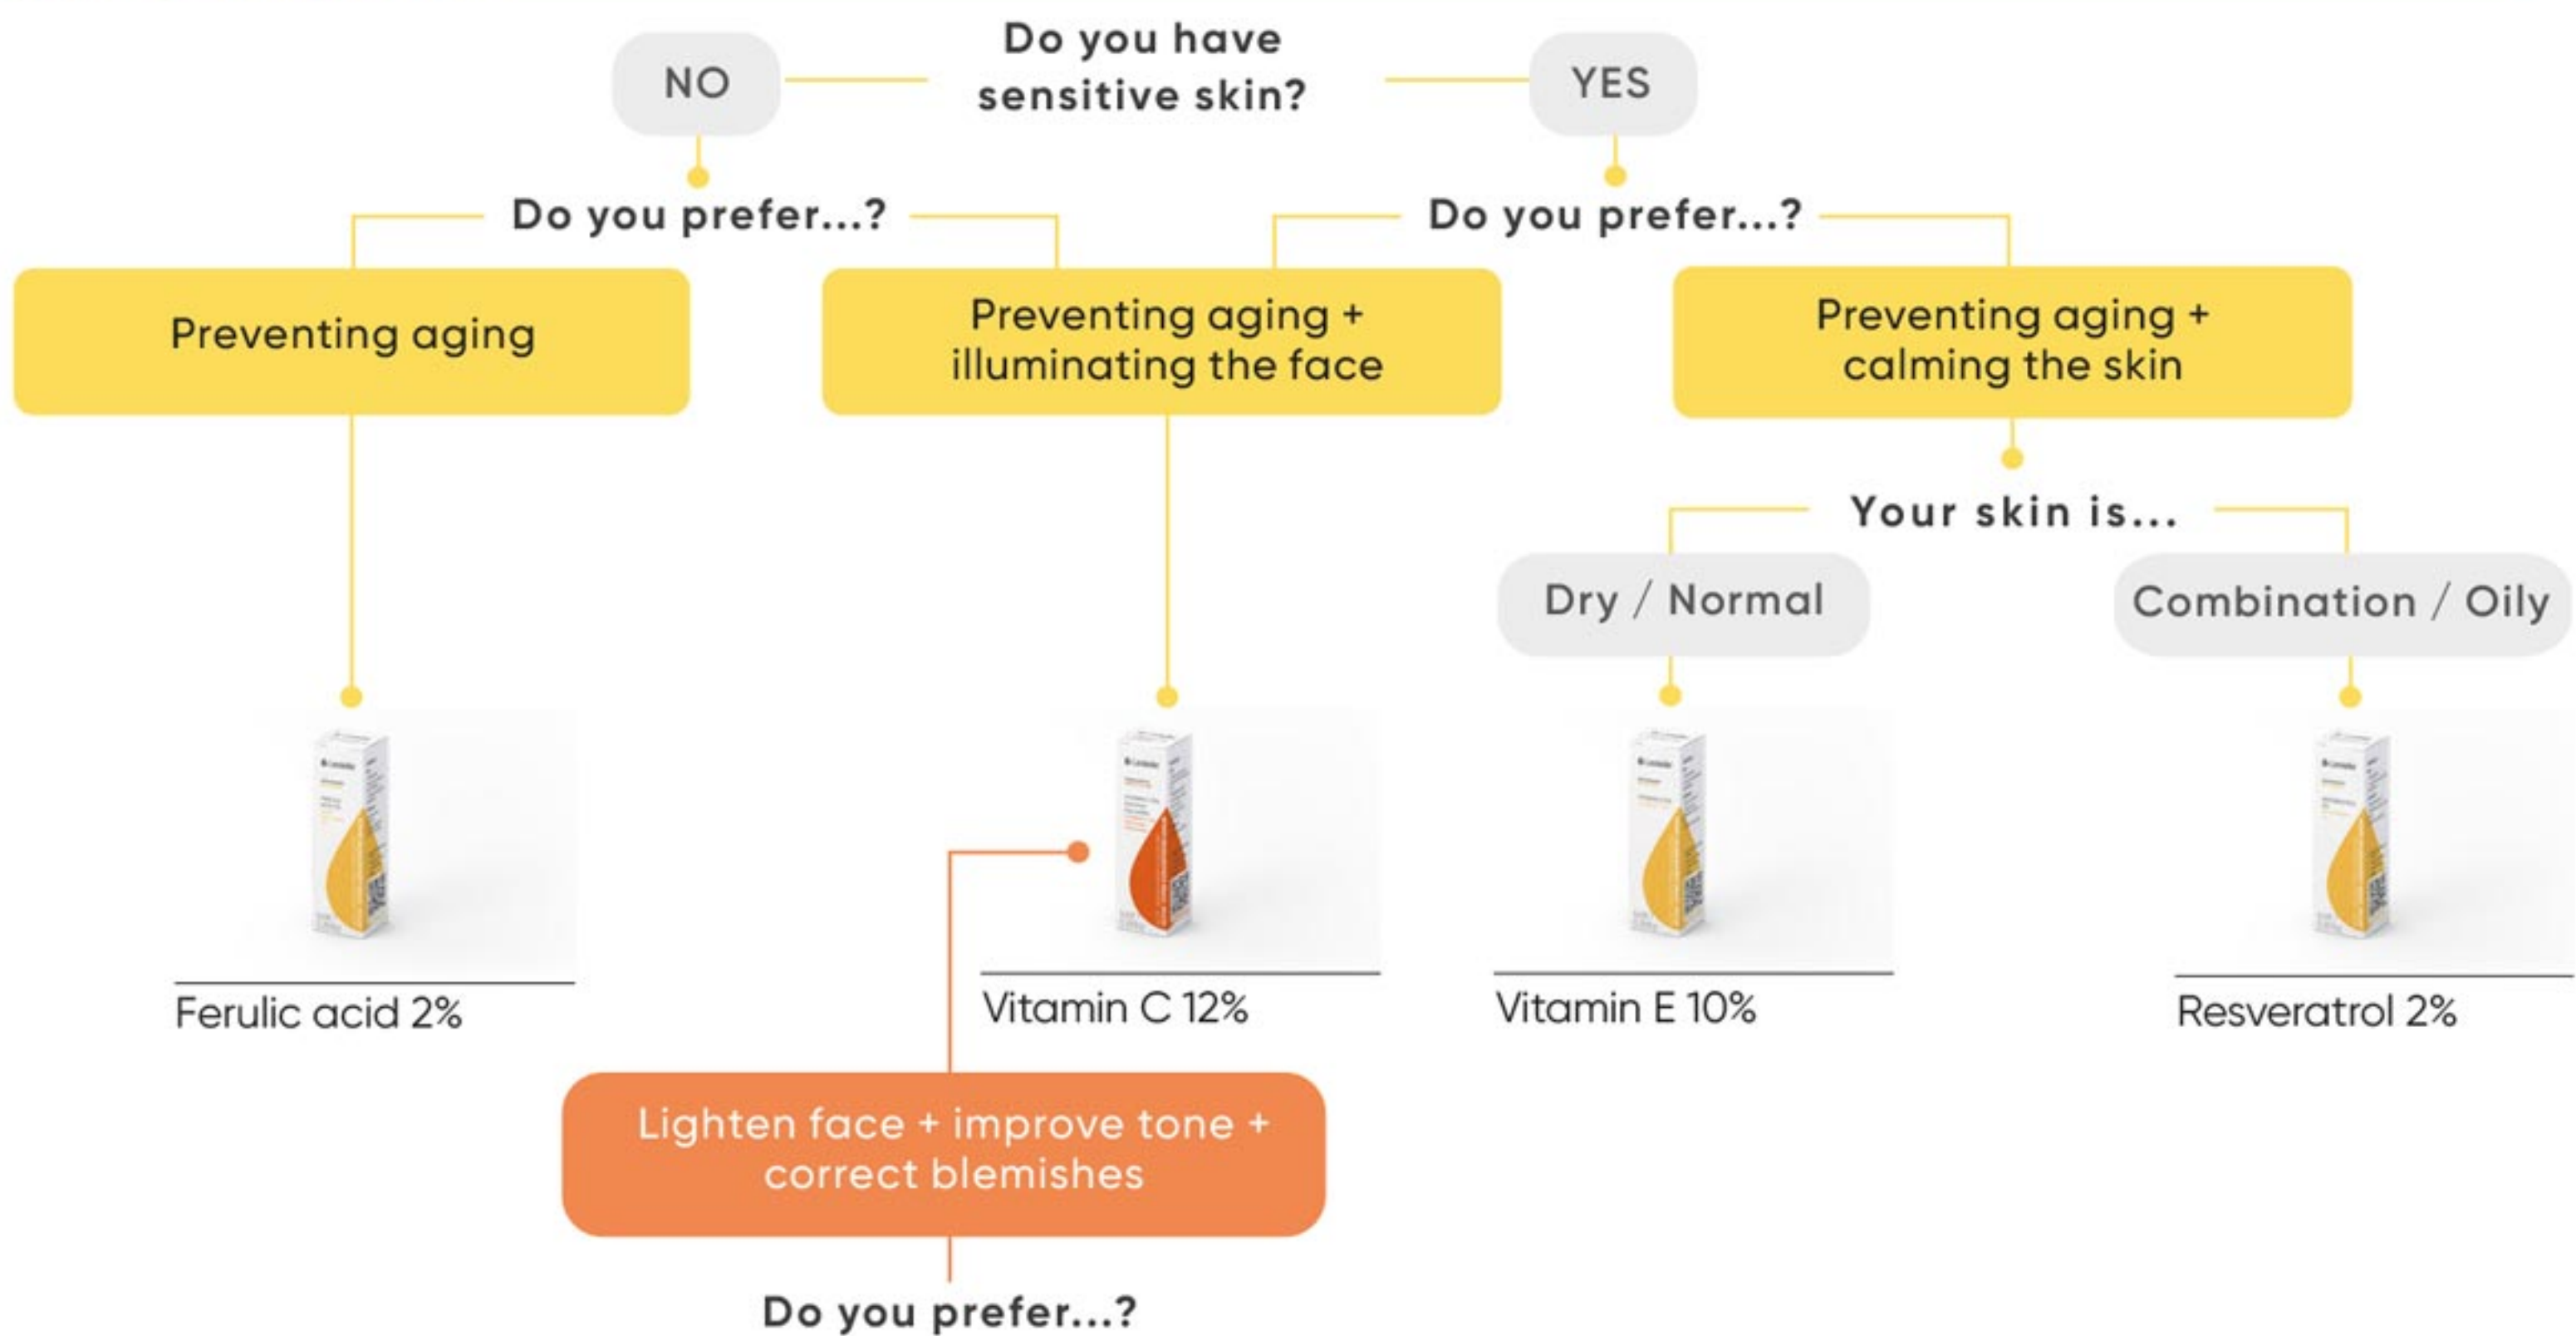 Do you have
sensitive skin?
NO
YES
Do you prefer...?
Do you prefer...?
Preventing aging
Preventing aging +
illuminating the face
Preventing aging +
calming the skin
Your skin is...
Dry / Normal
Combination / Oily
Ferulic acid 2%
Vitamin C 12%
Vitamin E 10%
Resveratrol 2%
Lighten face + improve tone +
correct blemishes
Do you prefer...?